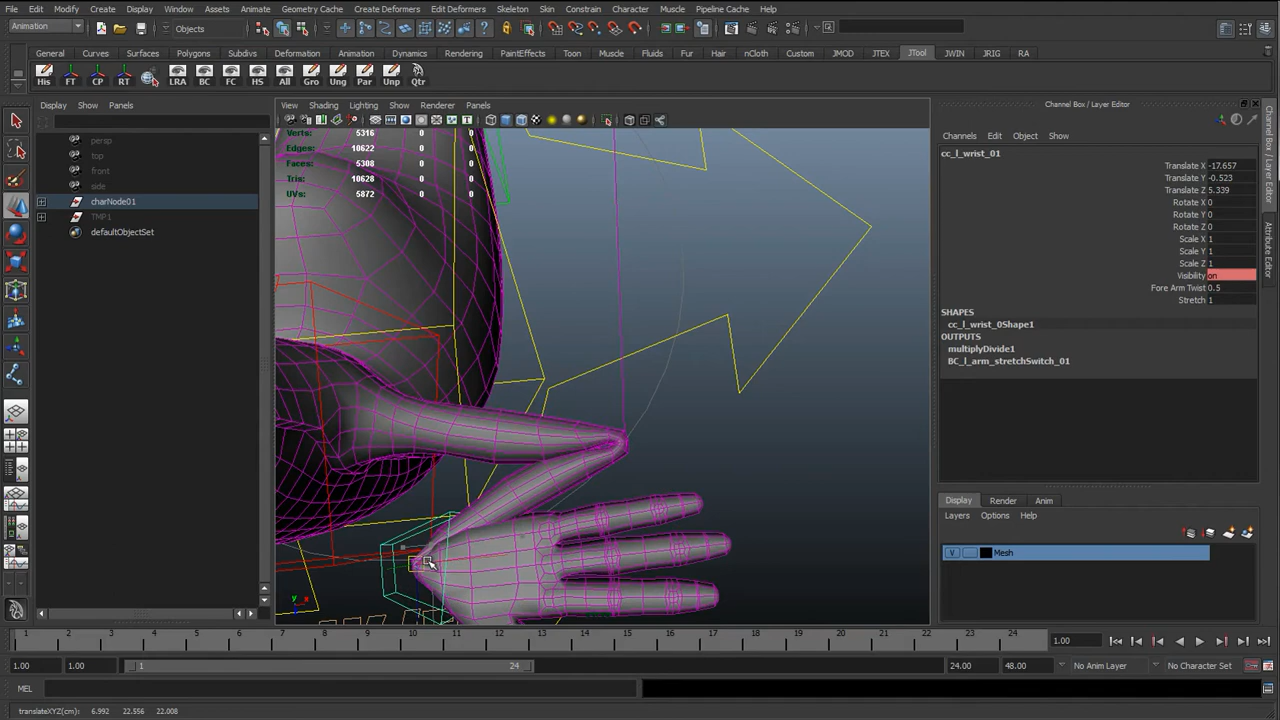 File Edit Modify Create Display Window Assets Animate Geometry Cache Create Deformers Edit Deformers Skeleton Skin Constrain Character Muscle Pipeline Cache Help
Animation Objects
General Curves Surfaces Polygons Subdivs Deformation Animation Dynamics Rendering PaintEffects Toon Muscle Fluids Fur Hair nCloth Custom JMOD JTEX JTool JWIN JRIG RA
His FT CP RT LRA BC FC HS All Gro Ung Par Unp Qtr
Display Show Panels
View Shading Lighting Show Renderer Panels
Channel Box / Layer Editor
Channels Edit Object Show
persp
top
front
side
charNode01
TMP1
defaultObjectSet
Verts: 5316 0 0
Edges: 10622 0 0
Faces: 5308 0 0
Tris: 10628 0 0
UVs: 5872 0 0
y x
cc_l_wrist_01
Translate X -17.657
Translate Y -0.523
Translate Z 5.339
Rotate X 0
Rotate Y 0
Rotate Z 0
Scale X 1
Scale Y 1
Scale Z 1
Visibility on
Fore Arm Twist 0.5
Stretch 1
SHAPES
cc_l_wrist_0Shape1
OUTPUTS
multiplyDivide1
BC_l_arm_stretchSwitch_01
Channel Box / Layer Editor
Attribute Editor
Display Render Anim
Layers Options Help
V Mesh
1 2 3 4 5 6 7 8 9 10 11 12 13 14 15 16 17 18 19 20 21 22 23 24 1.00
1.00 1.00 1 24 24.00 48.00 No Anim Layer No Character Set
MEL
translateXYZ(cm): 6.992 22.556 22.008